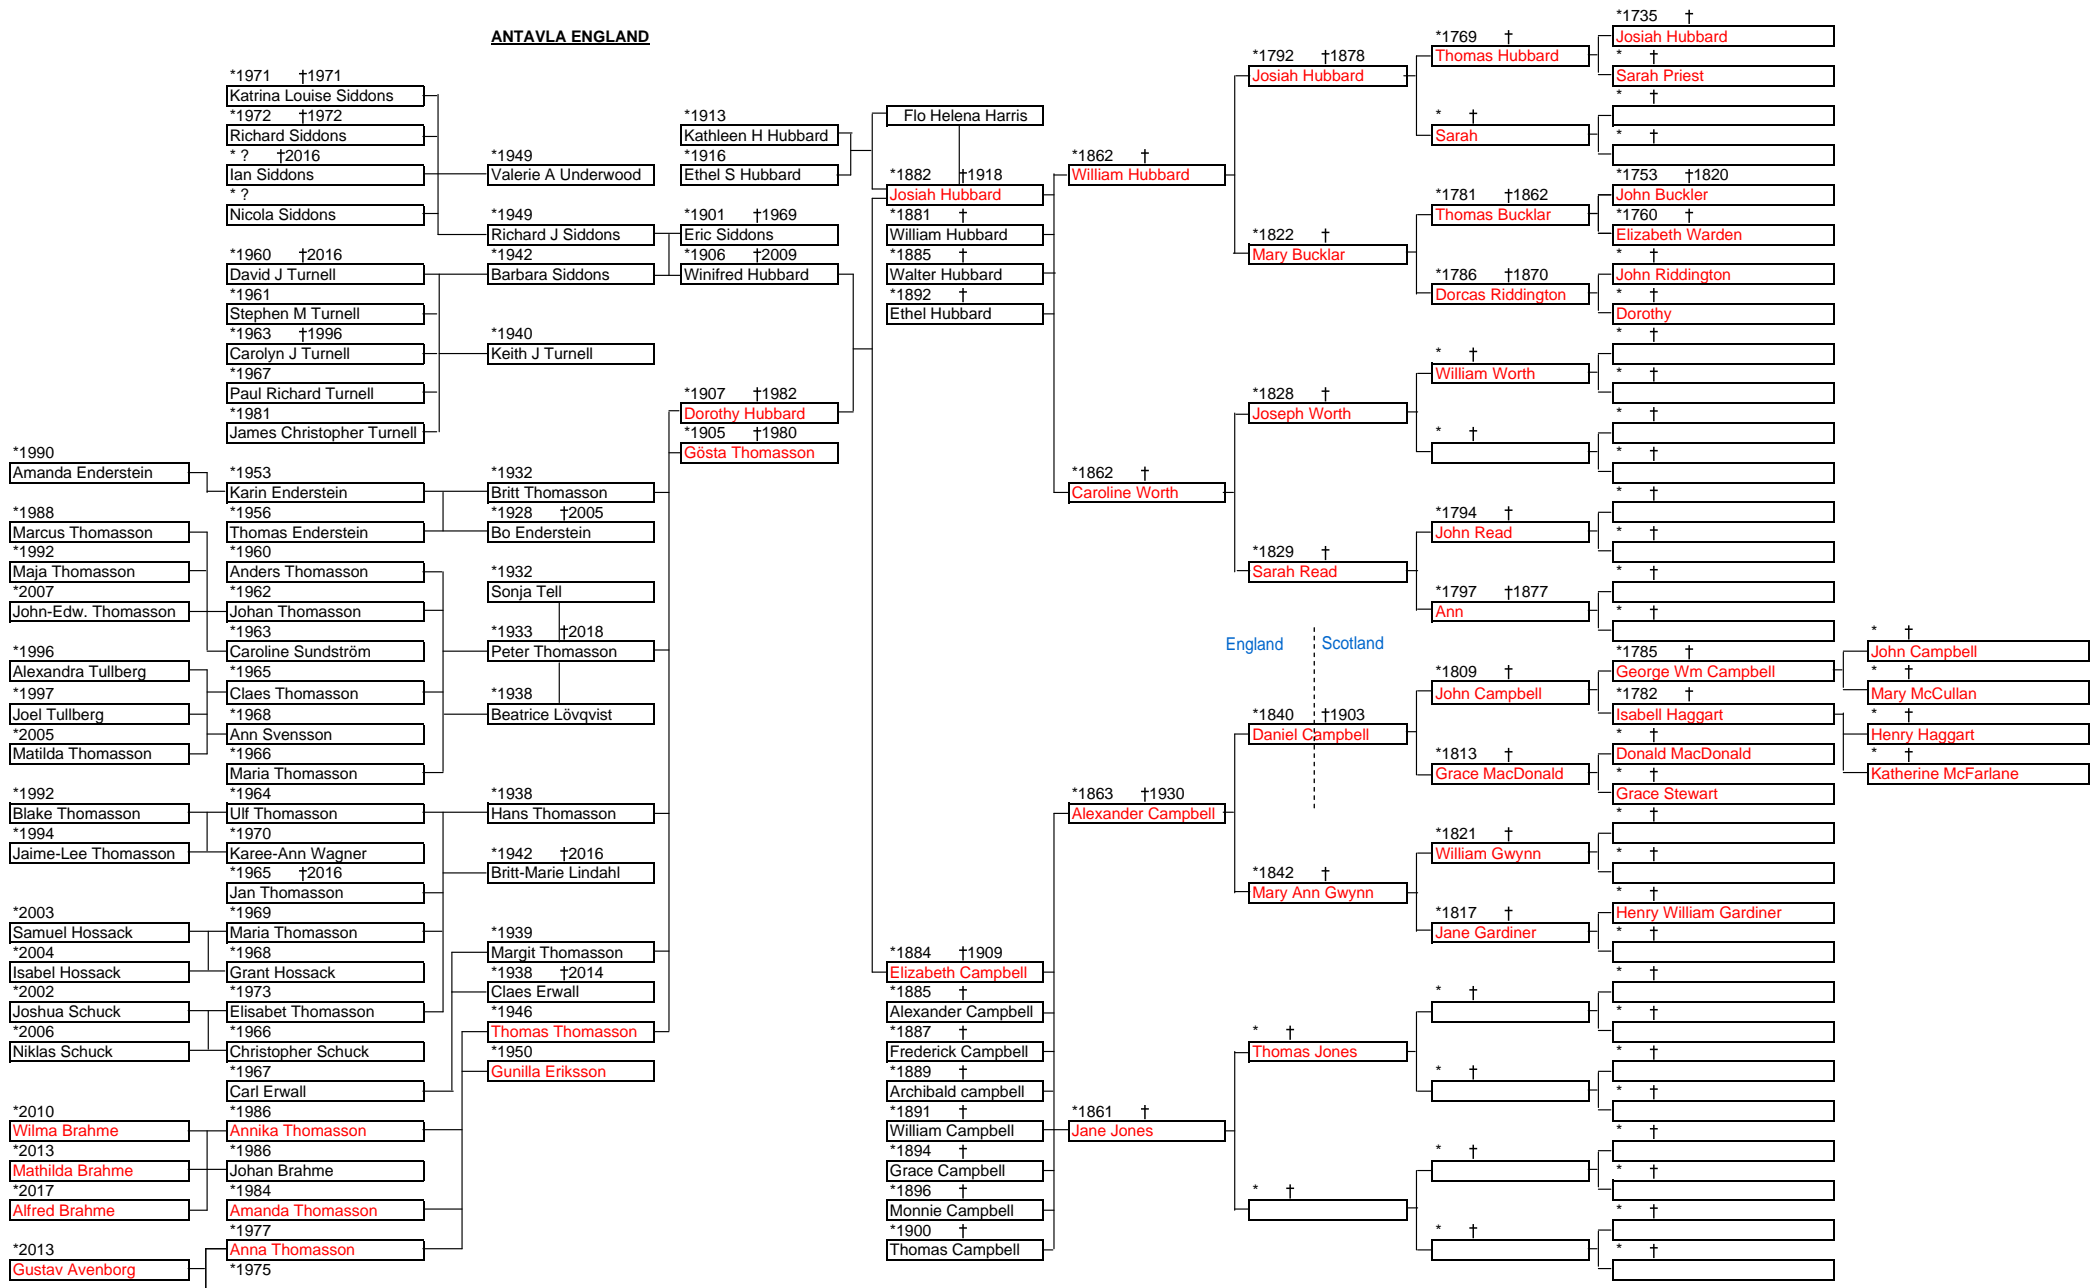 ANTAVLA ENGLAND
*1990
Amanda Enderstein
*1988
Marcus Thomasson
*1992
Maja Thomasson
*2007
John-Edw. Thomasson
*1996
Alexandra Tullberg
*1997
Joel Tullberg
*2005
Matilda Thomasson
*1992
Blake Thomasson
*1994
Jaime-Lee Thomasson
*2003
Samuel Hossack
*2004
Isabel Hossack
*2002
Joshua Schuck
*2006
Niklas Schuck
*2010
Wilma Brahme
*2013
Mathilda Brahme
*2017
Alfred Brahme
*2013
Gustav Avenborg
*1971 †1971
Katrina Louise Siddons
*1972 †1972
Richard Siddons
* ? †2016
Ian Siddons
* ?
Nicola Siddons
*1960 †2016
David J Turnell
*1961
Stephen M Turnell
*1963 †1996
Carolyn J Turnell
*1967
Paul Richard Turnell
*1981
James Christopher Turnell
*1953
Karin Enderstein
*1956
Thomas Enderstein
*1960
Anders Thomasson
*1962
Johan Thomasson
*1963
Caroline Sundström
*1965
Claes Thomasson
*1968
Ann Svensson
*1966
Maria Thomasson
*1964
Ulf Thomasson
*1970
Karee-Ann Wagner
*1965 †2016
Jan Thomasson
*1969
Maria Thomasson
*1968
Grant Hossack
*1973
Elisabet Thomasson
*1966
Christopher Schuck
*1967
Carl Erwall
*1986
Annika Thomasson
*1986
Johan Brahme
*1984
Amanda Thomasson
*1977
Anna Thomasson
*1975
*1949
Valerie A Underwood
*1949
Richard J Siddons
*1942
Barbara Siddons
*1940
Keith J Turnell
*1932
Britt Thomasson
*1928 †2005
Bo Enderstein
*1932
Sonja Tell
*1933 †2018
Peter Thomasson
*1938
Beatrice Lövqvist
*1938
Hans Thomasson
*1942 †2016
Britt-Marie Lindahl
*1939
Margit Thomasson
*1938 †2014
Claes Erwall
*1946
Thomas Thomasson
*1950
Gunilla Eriksson
*1913
Kathleen H Hubbard
*1916
Ethel S Hubbard
*1901 †1969
Eric Siddons
*1906 †2009
Winifred Hubbard
*1907 †1982
Dorothy Hubbard
*1905 †1980
Gösta Thomasson
Flo Helena Harris
*1882 †1918
Josiah Hubbard
*1881 †
William Hubbard
*1885 †
Walter Hubbard
*1892 †
Ethel Hubbard
*1884 †1909
Elizabeth Campbell
*1885 †
Alexander Campbell
*1887 †
Frederick Campbell
*1889 †
Archibald campbell
*1891 †
William Campbell
*1894 †
Grace Campbell
*1896 †
Monnie Campbell
*1900 †
Thomas Campbell
*1862 †
William Hubbard
*1862 †
Caroline Worth
*1863 †1930
Alexander Campbell
*1861 †
Jane Jones
*1792 †1878
Josiah Hubbard
*1822 †
Mary Bucklar
*1828 †
Joseph Worth
*1829 †
Sarah Read
England Scotland
*1840 †1903
Daniel Campbell
*1842 †
Mary Ann Gwynn
* †
Thomas Jones
* †
*1769 †
Thomas Hubbard
* †
Sarah
*1781 †1862
Thomas Bucklar
*1786 †1870
Dorcas Riddington
* †
William Worth
* †
*1794 †
John Read
*1797 †1877
Ann
*1809 †
John Campbell
*1813 †
Grace MacDonald
*1821 †
William Gwynn
*1817 †
Jane Gardiner
* †
* †
* †
* †
*1735 †
Josiah Hubbard
* †
Sarah Priest
* †
* †
*1753 †1820
John Buckler
*1760 †
Elizabeth Warden
* †
John Riddington
* †
Dorothy
* †
* †
* †
* †
* †
* †
* †
* †
*1785 †
George Wm Campbell
*1782 †
Isabell Haggart
* †
Donald MacDonald
* †
Grace Stewart
* †
* †
* †
Henry William Gardiner
* †
* †
* †
* †
* †
* †
* †
* †
* †
* †
John Campbell
* †
Mary McCullan
* †
Henry Haggart
* †
Katherine McFarlane